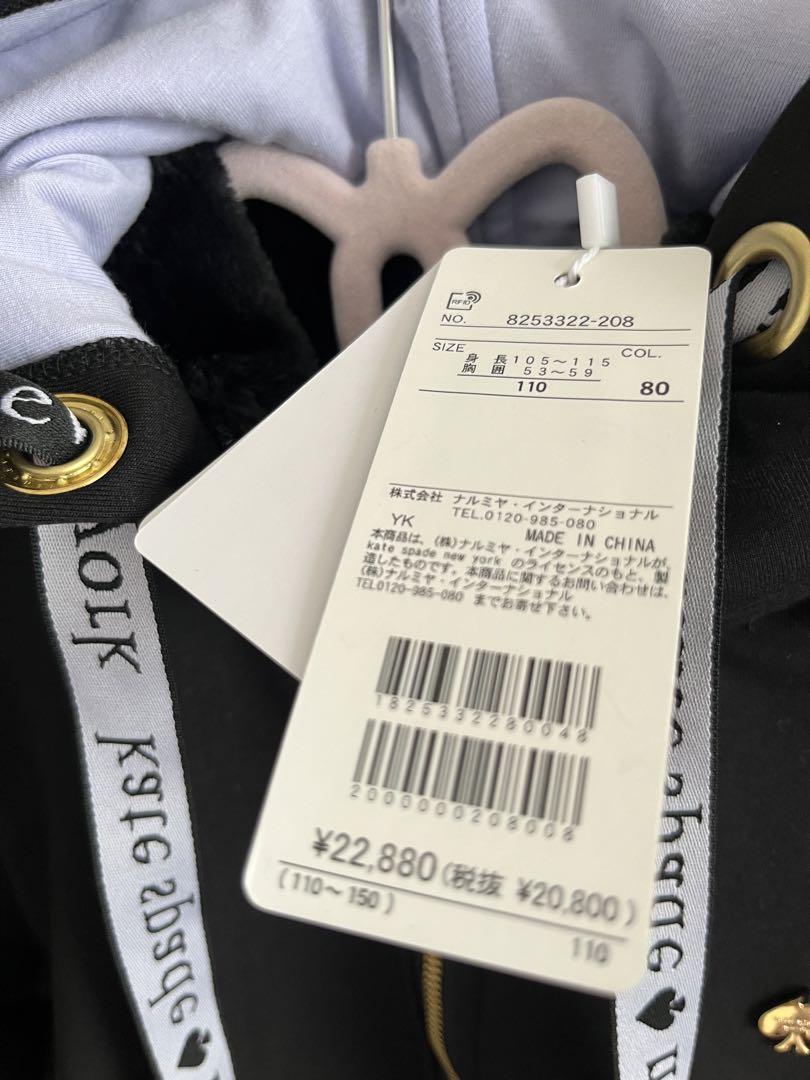 RFID
NO. 8253322-208
SIZE COL.
身長 105～115
胸囲 53～59
110 80
株式会社 ナルミヤ・インターナショナル
TEL.0120-985-080
YK MADE IN CHINA
本商品は、(株)ナルミヤ・インターナショナルが、
kate spade new york のライセンスのもと、製
造したものです。本商品に関するお問い合わせは、
(株)ナルミヤ・インターナショナル
TEL0120-985-080 までお寄せ下さい。
1825332280048
2000000208008
¥22,880(税抜 ¥20,800)
(110～150)
110
e
york kate spade
spade